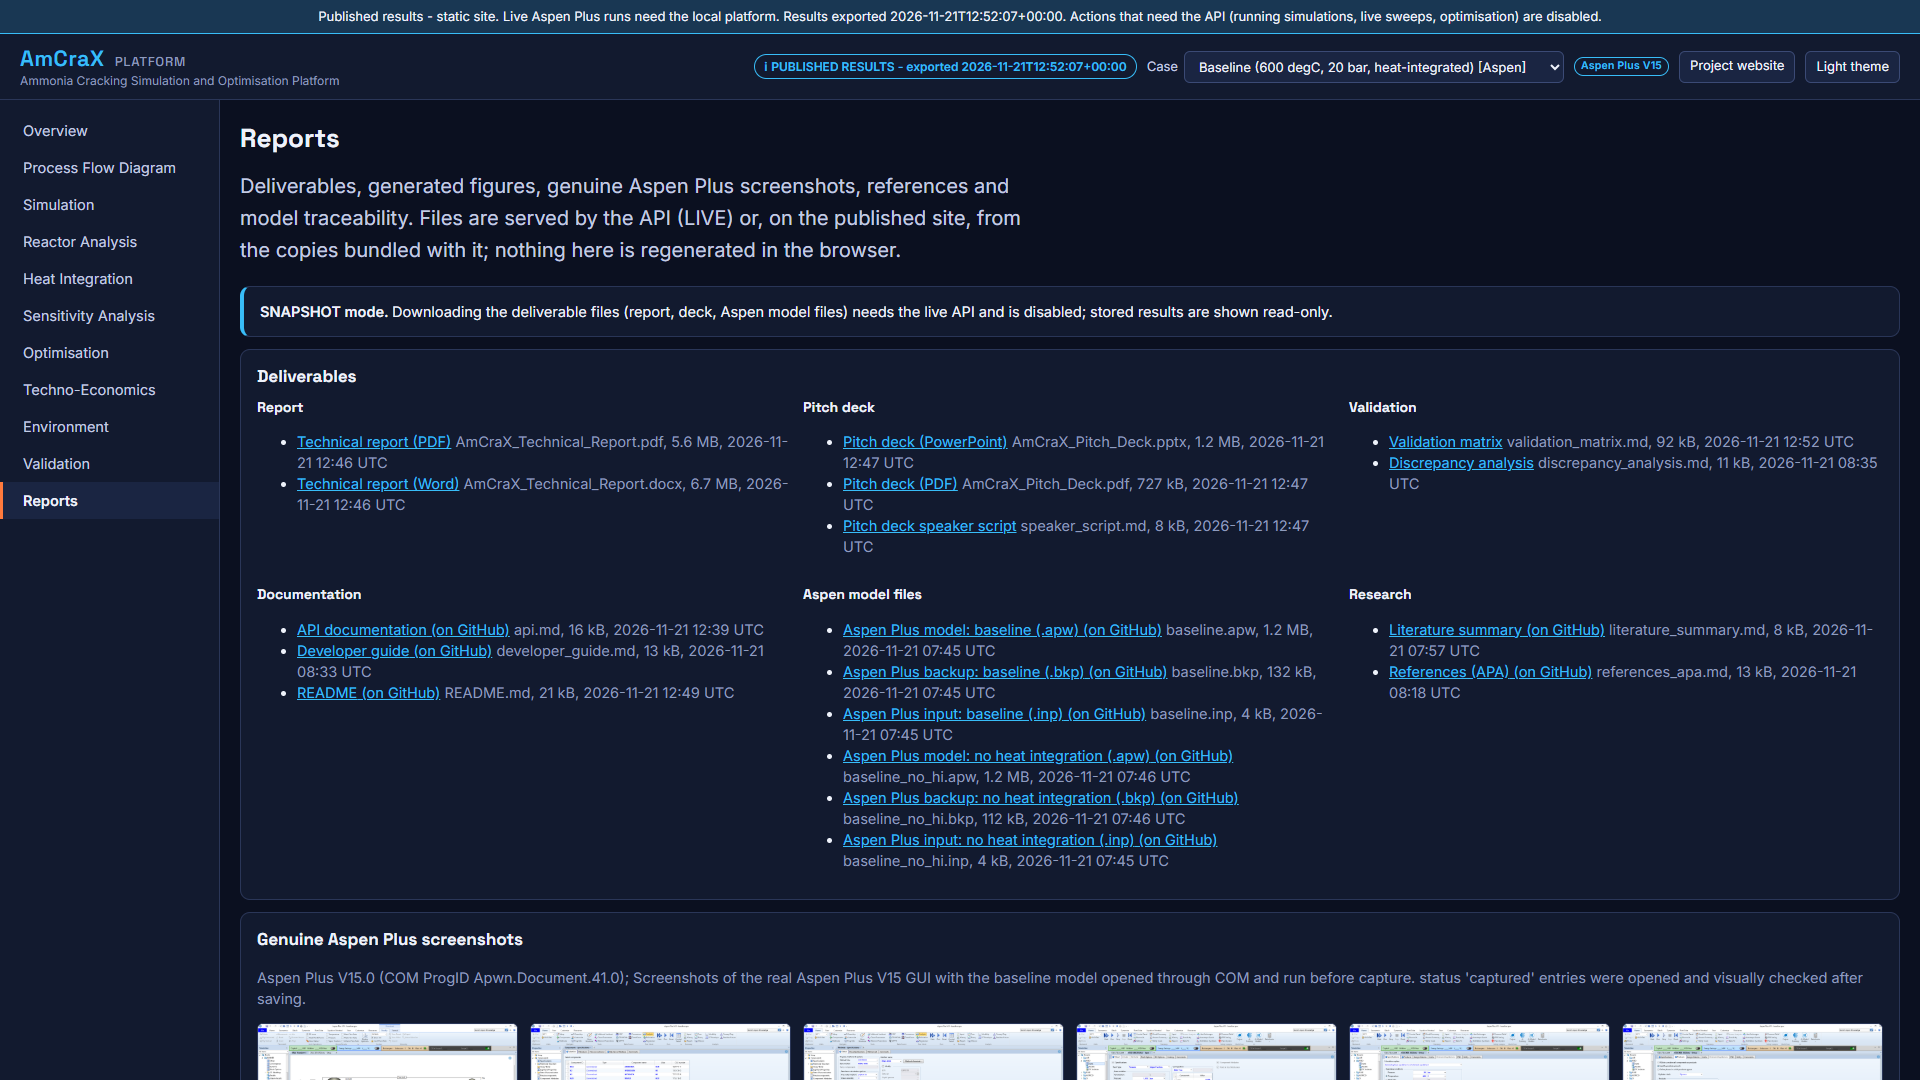 Published results - static site. Live Aspen Plus runs need the local platform. Results exported 2026-11-21T12:52:07+00:00. Actions that need the API (running simulations, live sweeps, optimisation) are disabled.
AmCraX PLATFORM
Ammonia Cracking Simulation and Optimisation Platform
i PUBLISHED RESULTS - exported 2026-11-21T12:52:07+00:00
Case
Baseline (600 degC, 20 bar, heat-integrated) [Aspen]
Aspen Plus V15
Project website
Light theme
Overview
Process Flow Diagram
Simulation
Reactor Analysis
Heat Integration
Sensitivity Analysis
Optimisation
Techno-Economics
Environment
Validation
Reports
Reports
Deliverables, generated figures, genuine Aspen Plus screenshots, references and
model traceability. Files are served by the API (LIVE) or, on the published site, from
the copies bundled with it; nothing here is regenerated in the browser.
SNAPSHOT mode. Downloading the deliverable files (report, deck, Aspen model files) needs the live API and is disabled; stored results are shown read-only.
Deliverables
Report
Technical report (PDF) AmCraX_Technical_Report.pdf, 5.6 MB, 2026-11-
21 12:46 UTC
Technical report (Word) AmCraX_Technical_Report.docx, 6.7 MB, 2026-
11-21 12:46 UTC
Pitch deck
Pitch deck (PowerPoint) AmCraX_Pitch_Deck.pptx, 1.2 MB, 2026-11-21
12:47 UTC
Pitch deck (PDF) AmCraX_Pitch_Deck.pdf, 727 kB, 2026-11-21 12:47
UTC
Pitch deck speaker script speaker_script.md, 8 kB, 2026-11-21 12:47
UTC
Validation
Validation matrix validation_matrix.md, 92 kB, 2026-11-21 12:52 UTC
Discrepancy analysis discrepancy_analysis.md, 11 kB, 2026-11-21 08:35
UTC
Documentation
API documentation (on GitHub) api.md, 16 kB, 2026-11-21 12:39 UTC
Developer guide (on GitHub) developer_guide.md, 13 kB, 2026-11-21
08:33 UTC
README (on GitHub) README.md, 21 kB, 2026-11-21 12:49 UTC
Aspen model files
Aspen Plus model: baseline (.apw) (on GitHub) baseline.apw, 1.2 MB,
2026-11-21 07:45 UTC
Aspen Plus backup: baseline (.bkp) (on GitHub) baseline.bkp, 132 kB,
2026-11-21 07:45 UTC
Aspen Plus input: baseline (.inp) (on GitHub) baseline.inp, 4 kB, 2026-
11-21 07:45 UTC
Aspen Plus model: no heat integration (.apw) (on GitHub)
baseline_no_hi.apw, 1.2 MB, 2026-11-21 07:46 UTC
Aspen Plus backup: no heat integration (.bkp) (on GitHub)
baseline_no_hi.bkp, 112 kB, 2026-11-21 07:46 UTC
Aspen Plus input: no heat integration (.inp) (on GitHub)
baseline_no_hi.inp, 4 kB, 2026-11-21 07:45 UTC
Research
Literature summary (on GitHub) literature_summary.md, 8 kB, 2026-11-
21 07:57 UTC
References (APA) (on GitHub) references_apa.md, 13 kB, 2026-11-21
08:18 UTC
Genuine Aspen Plus screenshots
Aspen Plus V15.0 (COM ProgID Apwn.Document.41.0); Screenshots of the real Aspen Plus V15 GUI with the baseline model opened through COM and run before capture. status 'captured' entries were opened and visually checked after
saving.